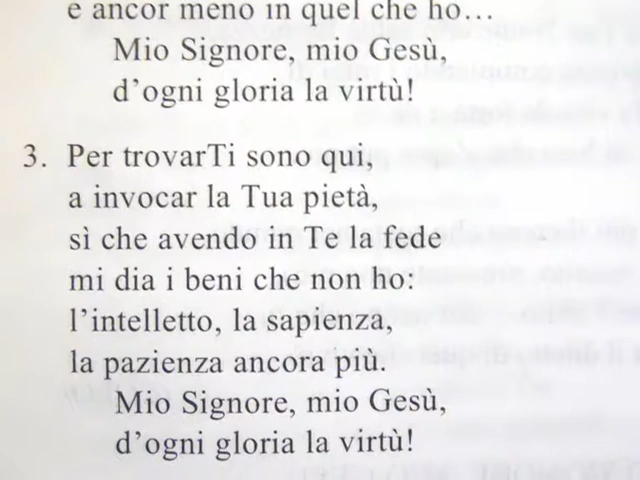 e ancor meno in quel che ho...
Mio Signore, mio Gesù,
d'ogni gloria la virtù!
3. Per trovarTi sono qui,
a invocar la Tua pietà,
sì che avendo in Te la fede
mi dia i beni che non ho:
l'intelletto, la sapienza,
la pazienza ancora più.
Mio Signore, mio Gesù,
d'ogni gloria la virtù!